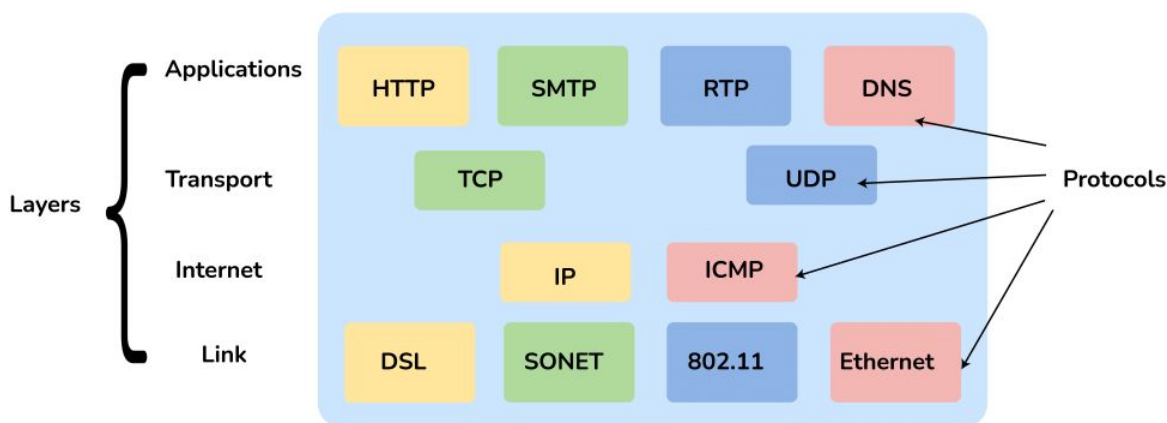 Applications
HTTP
SMTP
RTP
DNS
Transport
TCP
UDP
Protocols
Layers
Internet
IP
ICMP
Link
DSL
SONET
802.11
Ethernet